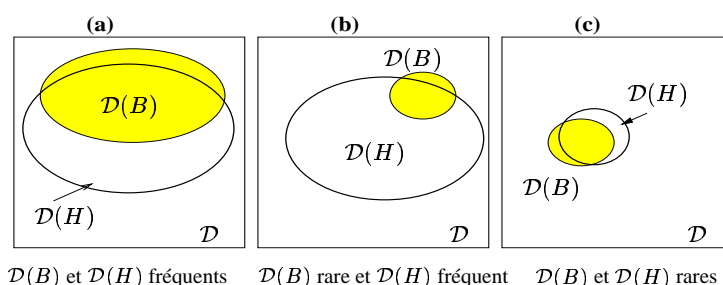 (a) (b) (c)
𝒟(B) 𝒟(B) 𝒟(H) 𝒟(H) 𝒟(B) 𝒟(H)
𝒟 𝒟 𝒟
𝒟(B) et 𝒟(H) fréquents 𝒟(B) rare et 𝒟(H) fréquent 𝒟(B) et 𝒟(H) rares